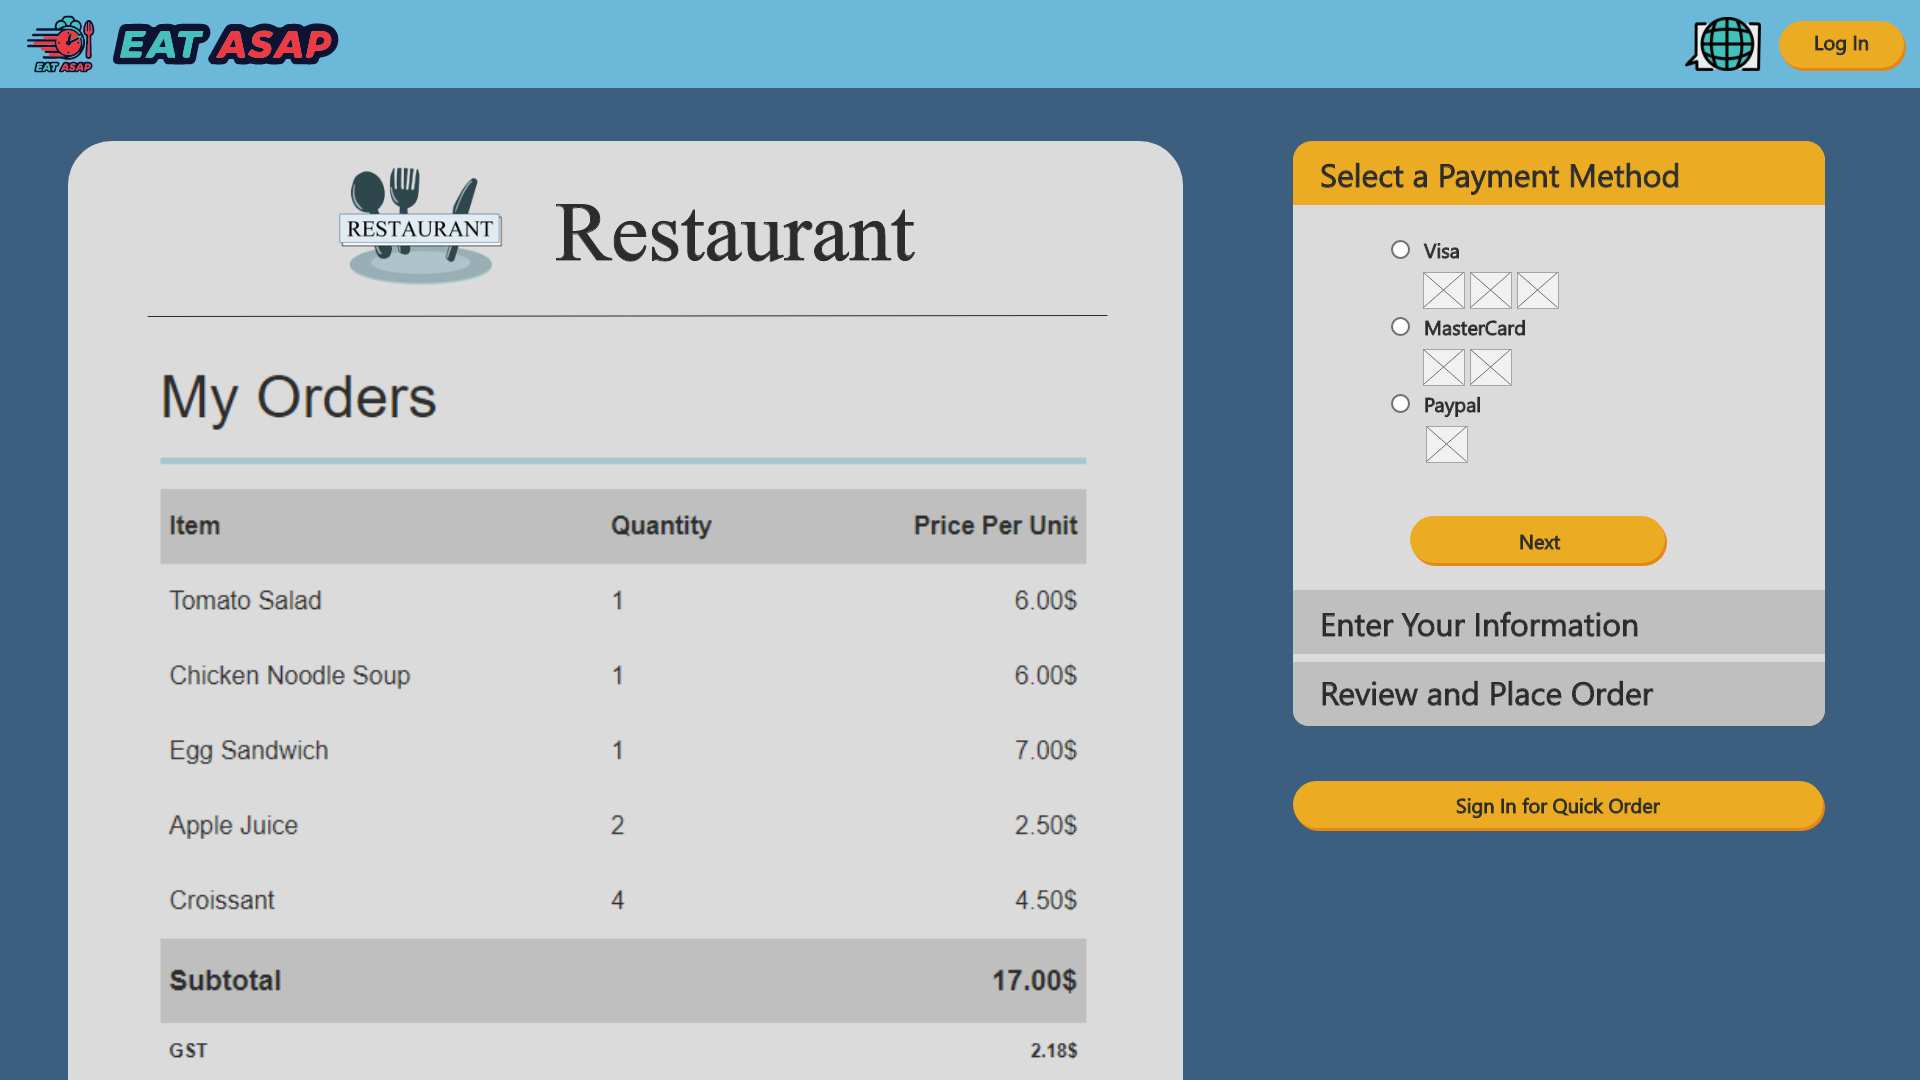 EAT ASAP
EAT ASAP
Log In
RESTAURANT
Restaurant
My Orders
Item Quantity Price Per Unit
Tomato Salad 1 6.00$
Chicken Noodle Soup 1 6.00$
Egg Sandwich 1 7.00$
Apple Juice 2 2.50$
Croissant 4 4.50$
Subtotal 17.00$
GST 2.18$
Select a Payment Method
Visa
MasterCard
Paypal
Next
Enter Your Information
Review and Place Order
Sign In for Quick Order